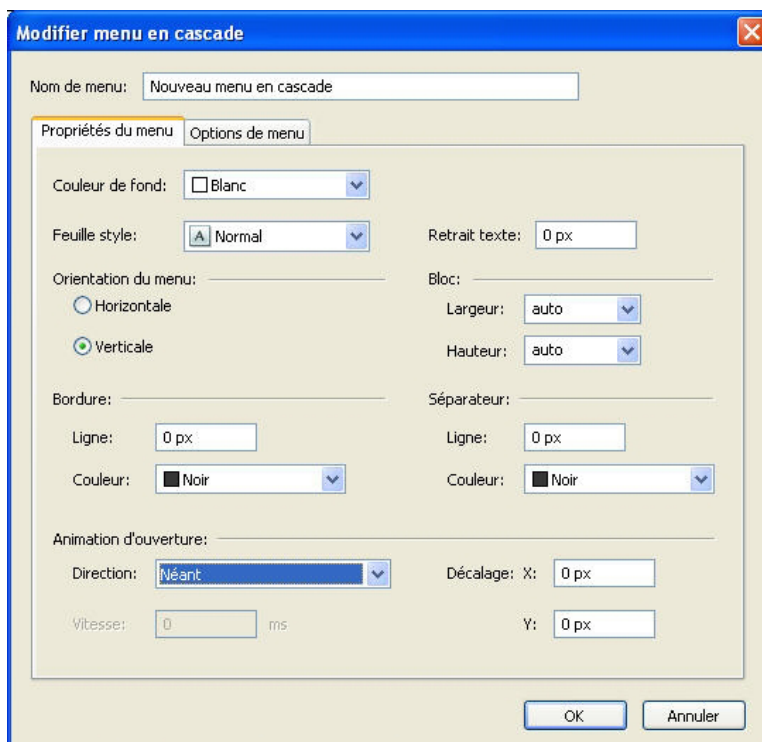 Modifier menu en cascade
Nom de menu: Nouveau menu en cascade
Propriétés du menu Options de menu
Couleur de fond: Blanc
Feuille style: A Normal Retrait texte: 0 px
Orientation du menu: Bloc:
Horizontale Largeur: auto
Verticale Hauteur: auto
Bordure: Séparateur:
Ligne: 0 px Ligne: 0 px
Couleur: Noir Couleur: Noir
Animation d'ouverture:
Direction: Néant Décalage: X: 0 px
Vitesse: 0 ms Y: 0 px
OK Annuler